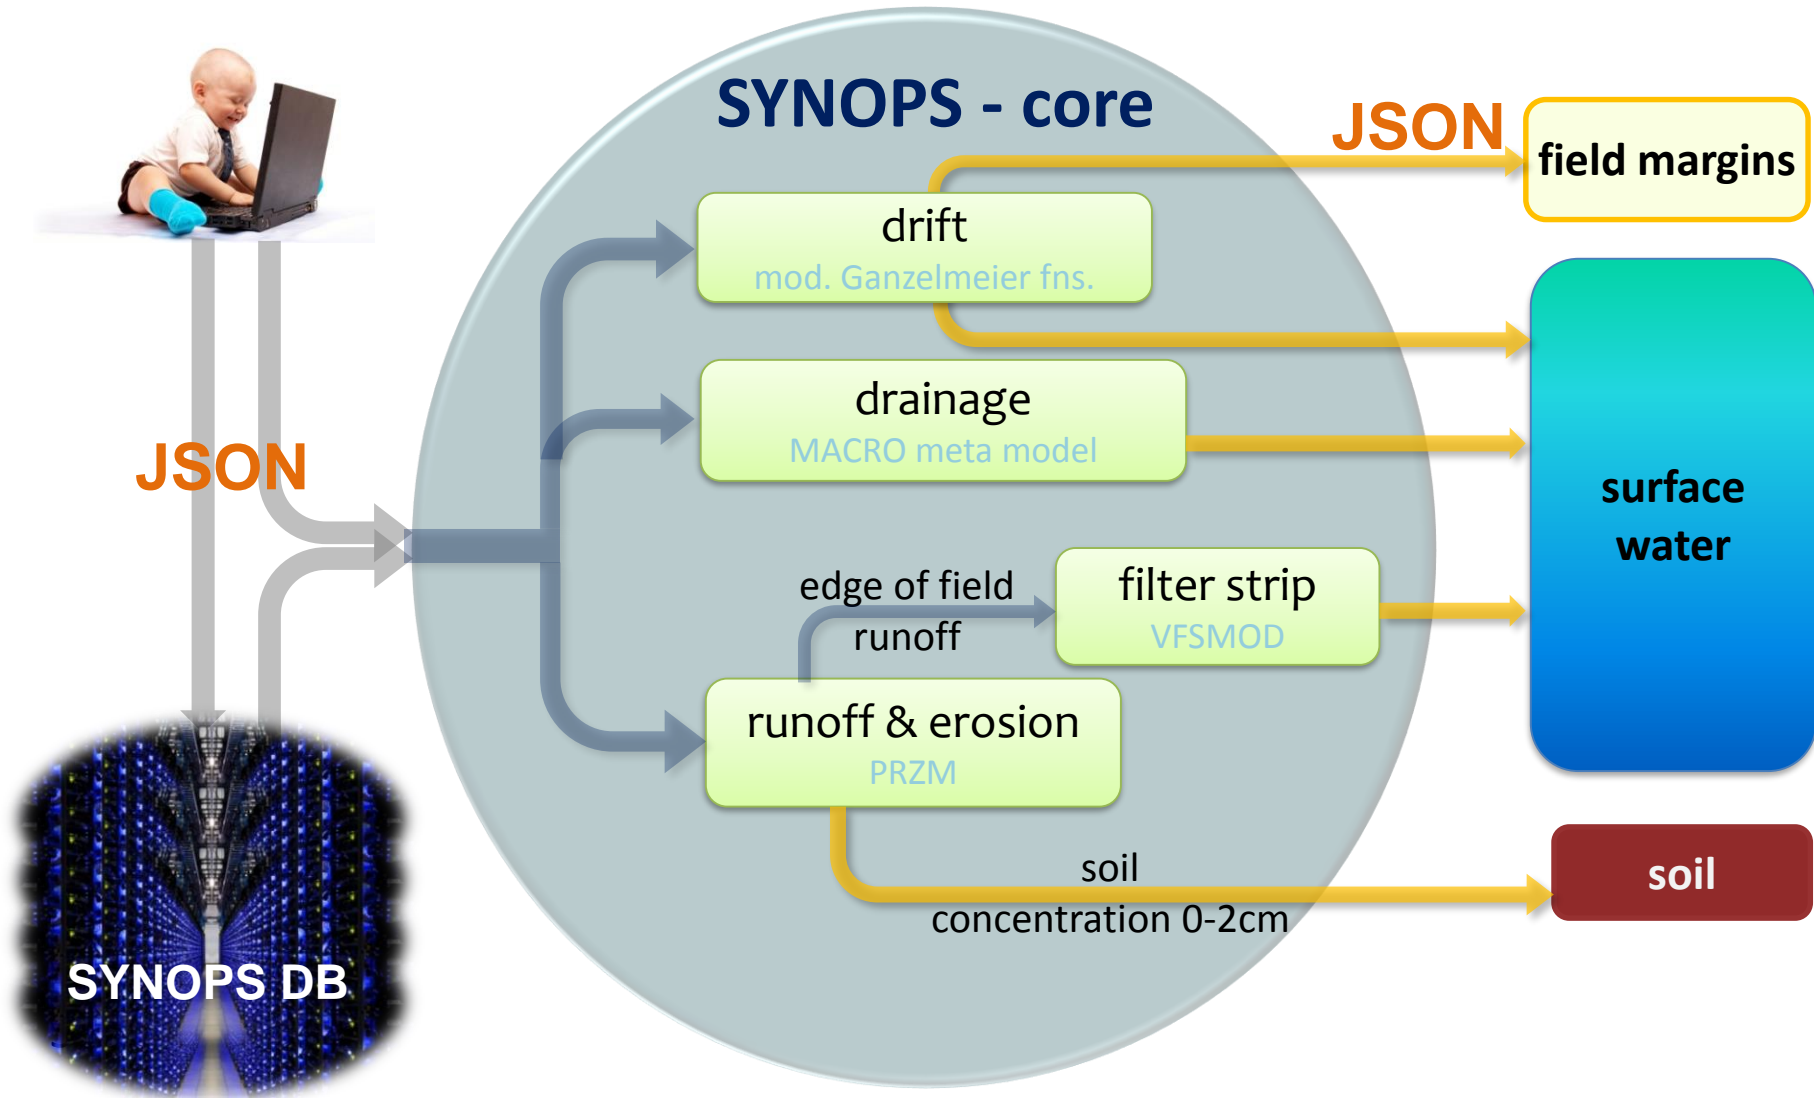 SYNOPS - core
JSON
field margins
drift
mod. Ganzelmeier fns.
drainage
MACRO meta model
JSON
surface
water
edge of field
runoff
filter strip
VFSMOD
runoff & erosion
PRZM
soil
concentration 0-2cm
soil
SYNOPS DB